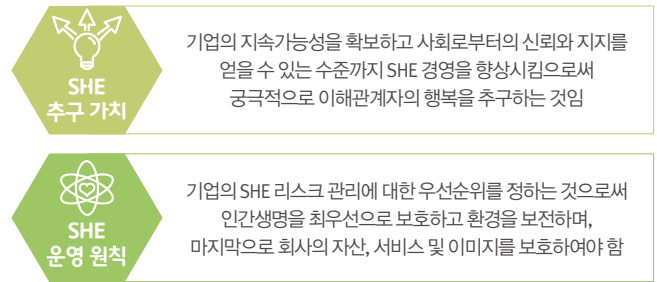 SHE
추구 가치
기업의 지속가능성을 확보하고 사회로부터의 신뢰와 지지를
얻을 수 있는 수준까지 SHE 경영을 향상시킴으로써
궁극적으로 이해관계자의 행복을 추구하는 것임
SHE
운영 원칙
기업의 SHE 리스크 관리에 대한 우선순위를 정하는 것으로써
인간생명을 최우선으로 보호하고 환경을 보전하며,
마지막으로 회사의 자산, 서비스 및 이미지를 보호하여야 함